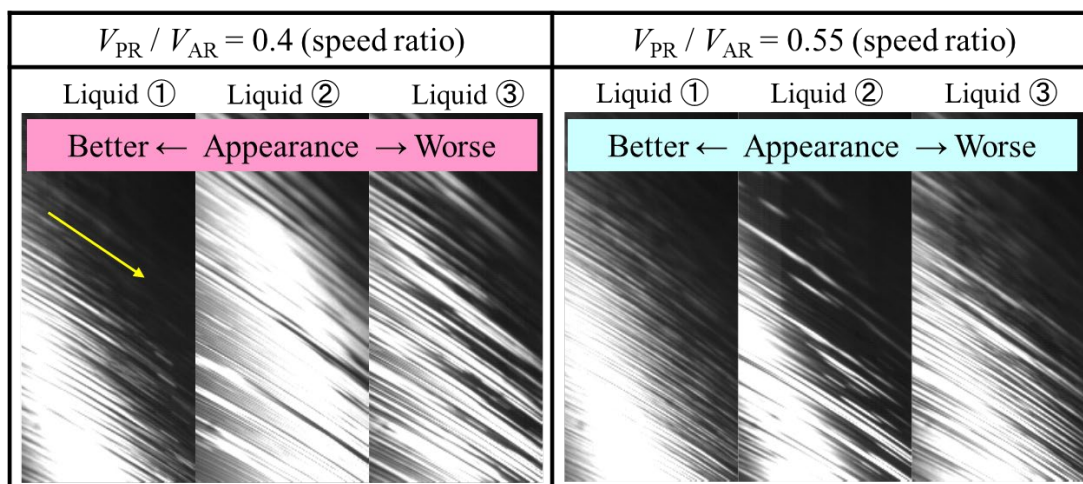 V_PR / V_AR = 0.4 (speed ratio)
V_PR / V_AR = 0.55 (speed ratio)
Liquid ① Liquid ② Liquid ③
Better ← Appearance → Worse
Liquid ① Liquid ② Liquid ③
Better ← Appearance → Worse